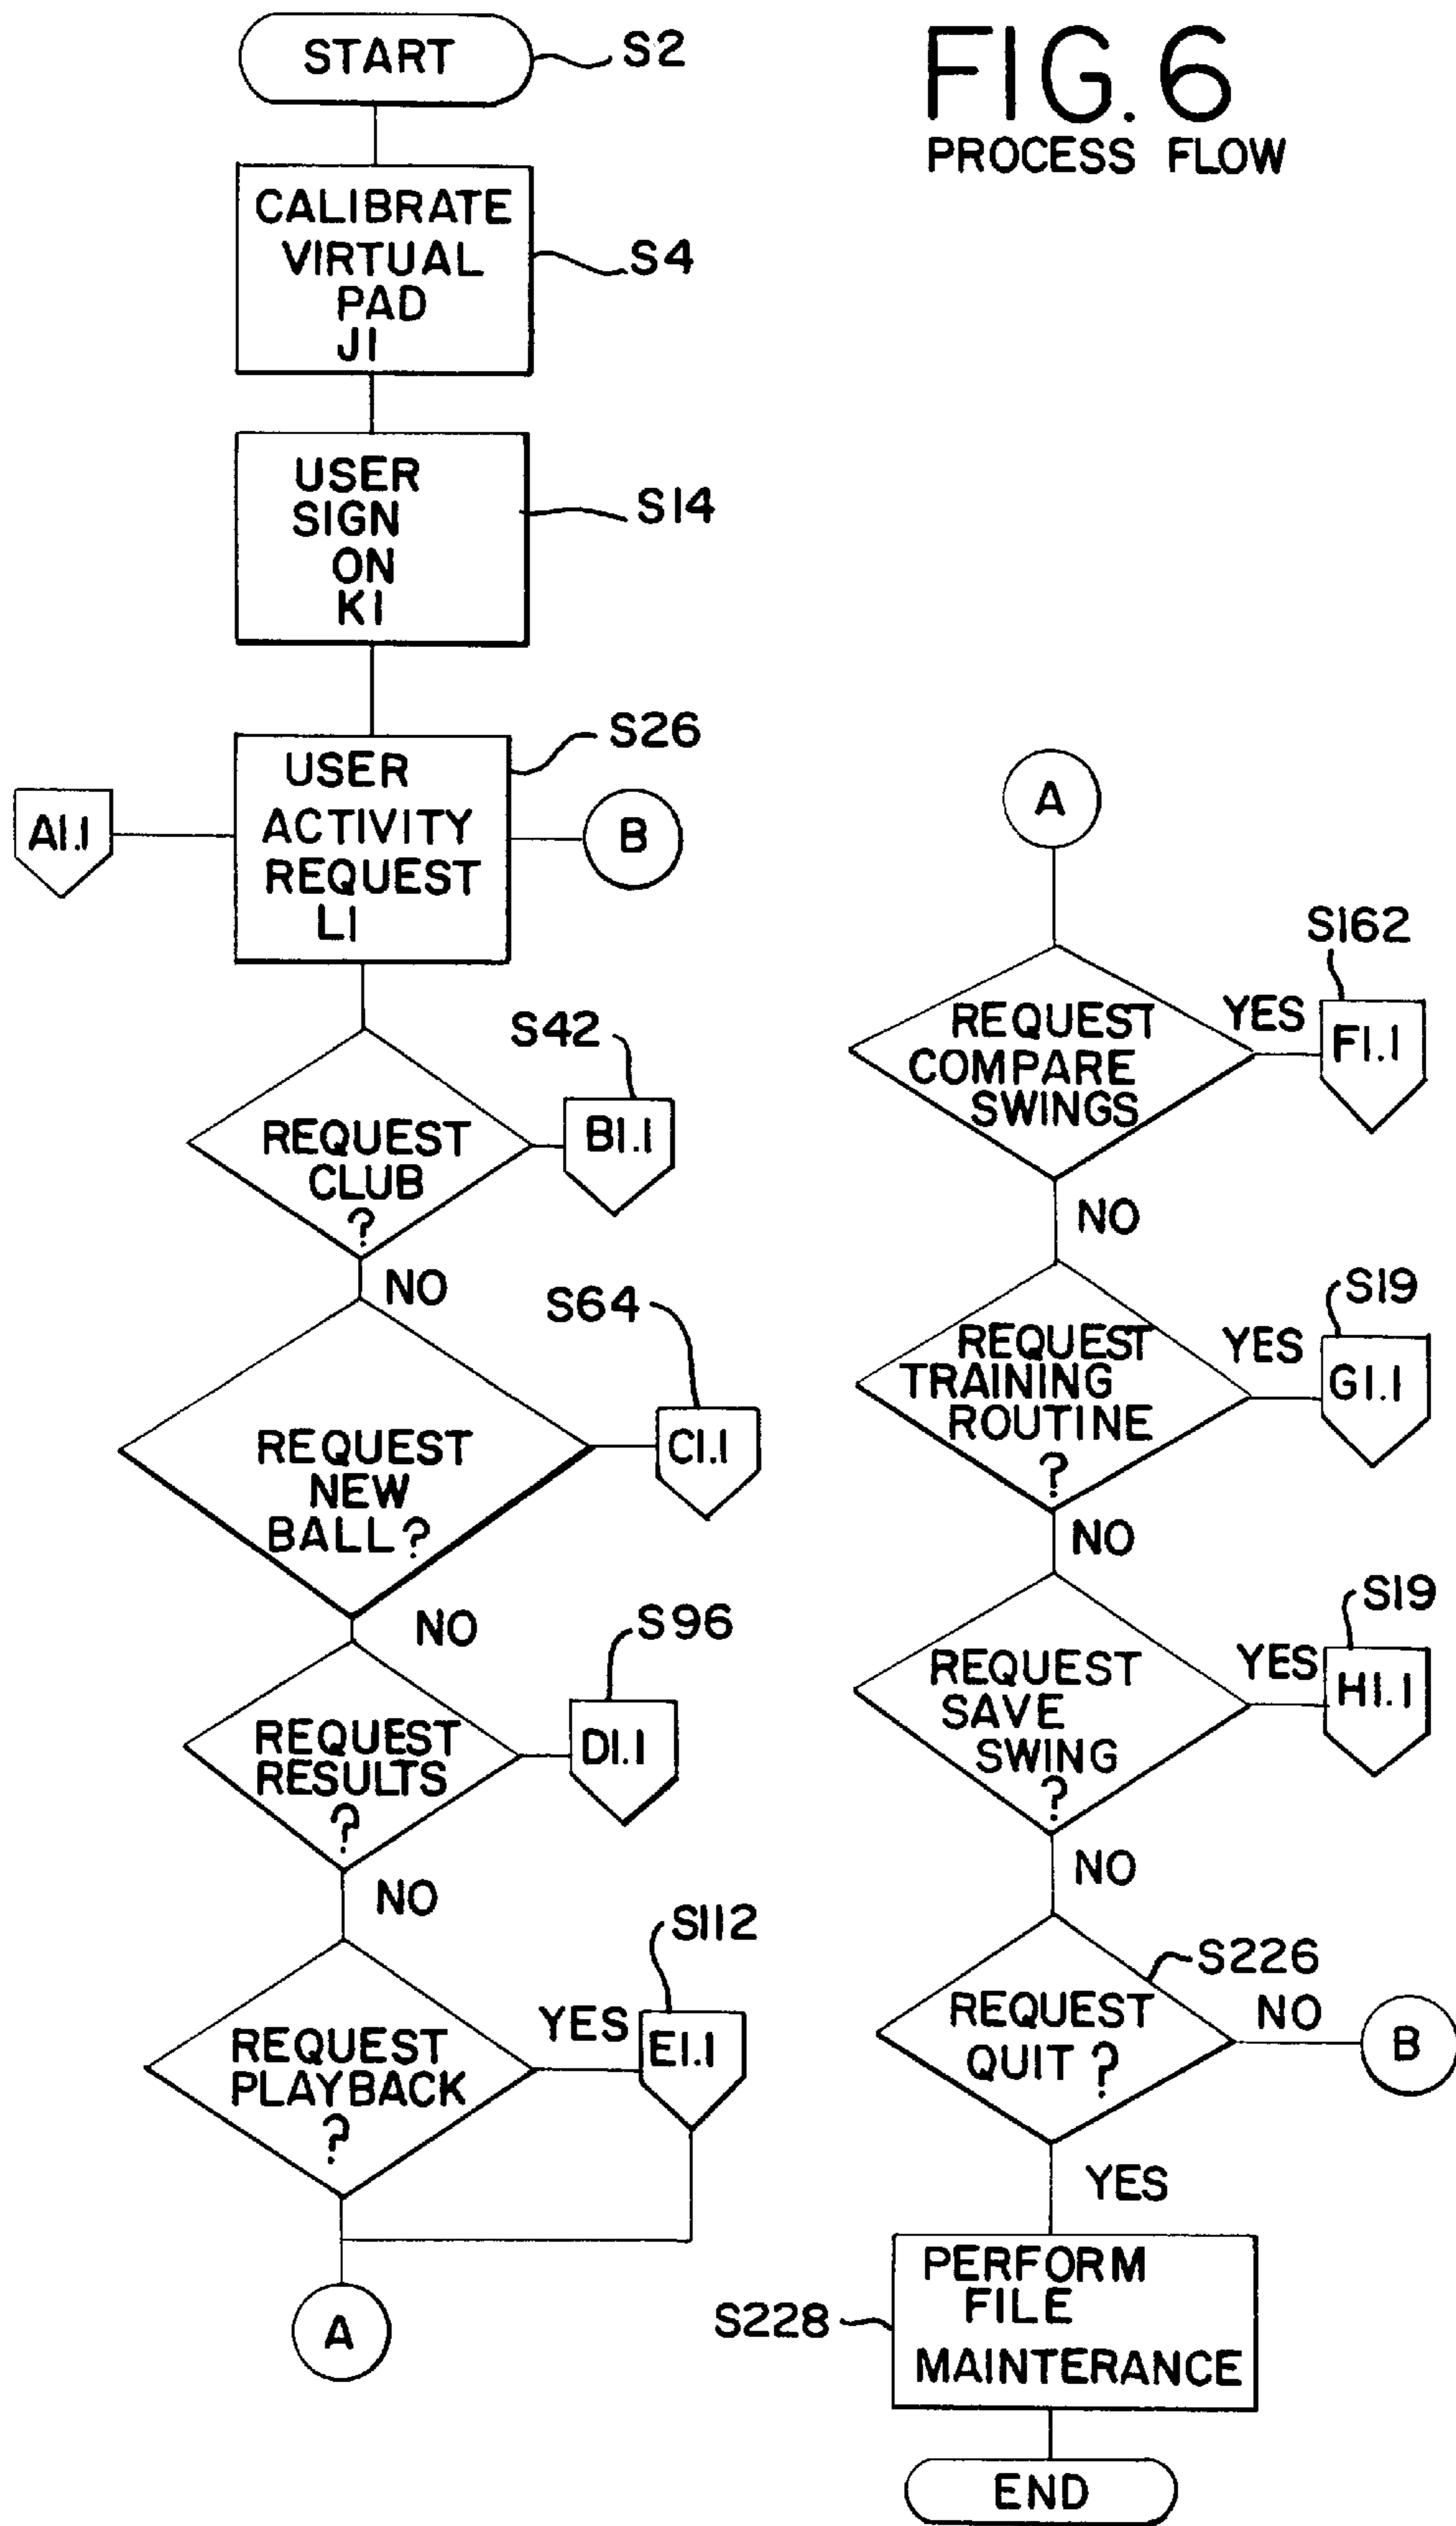 FIG. 6
PROCESS FLOW
START
S2
CALIBRATE
VIRTUAL
PAD
J1
S4
USER
SIGN
ON
K1
S14
S26
USER
ACTIVITY
REQUEST
L1
A1.1
B
S42
REQUEST
CLUB
?
B1.1
NO
S64
REQUEST
NEW
BALL?
C1.1
NO
S96
REQUEST
RESULTS
?
D1.1
NO
S112
REQUEST
PLAYBACK
?
YES
E1.1
A
A
S162
REQUEST
COMPARE
SWINGS
YES
F1.1
NO
S19
REQUEST
TRAINING
ROUTINE
?
YES
G1.1
NO
S19
REQUEST
SAVE
SWING
?
YES
H1.1
NO
S226
REQUEST
QUIT?
NO
B
YES
PERFORM
FILE
MAINTERANCE
S228
END